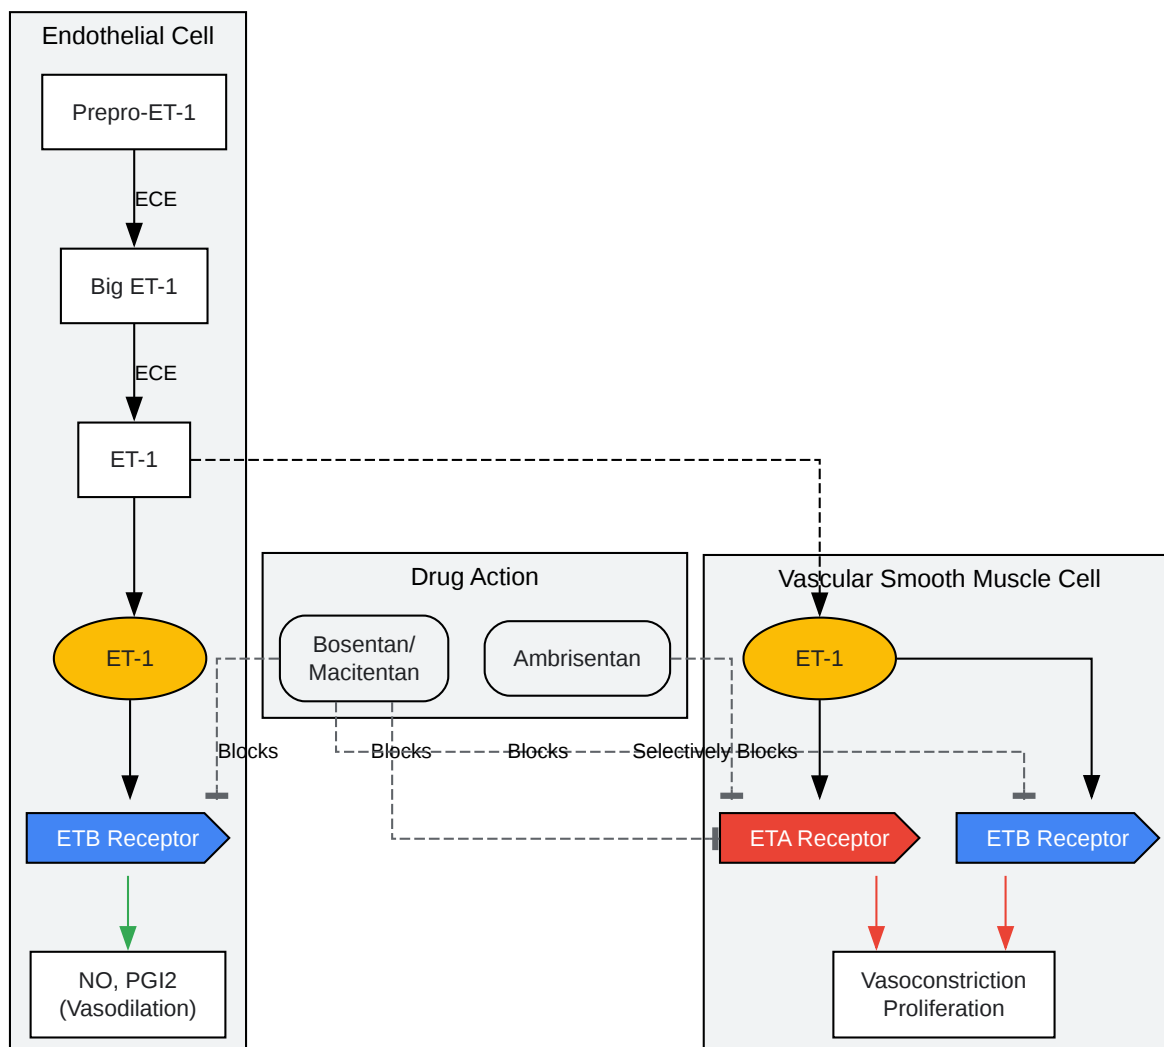 Endothelial Cell
Prepro-ET-1
ECE
Big ET-1
ECE
ET-1
ET-1
Blocks
ETB Receptor
NO, PGI2
(Vasodilation)
Drug Action
Bosentan/
Macitentan
Ambrisentan
Blocks
Blocks
Selectively Blocks
Vascular Smooth Muscle Cell
ET-1
ETA Receptor
ETB Receptor
Vasoconstriction
Proliferation